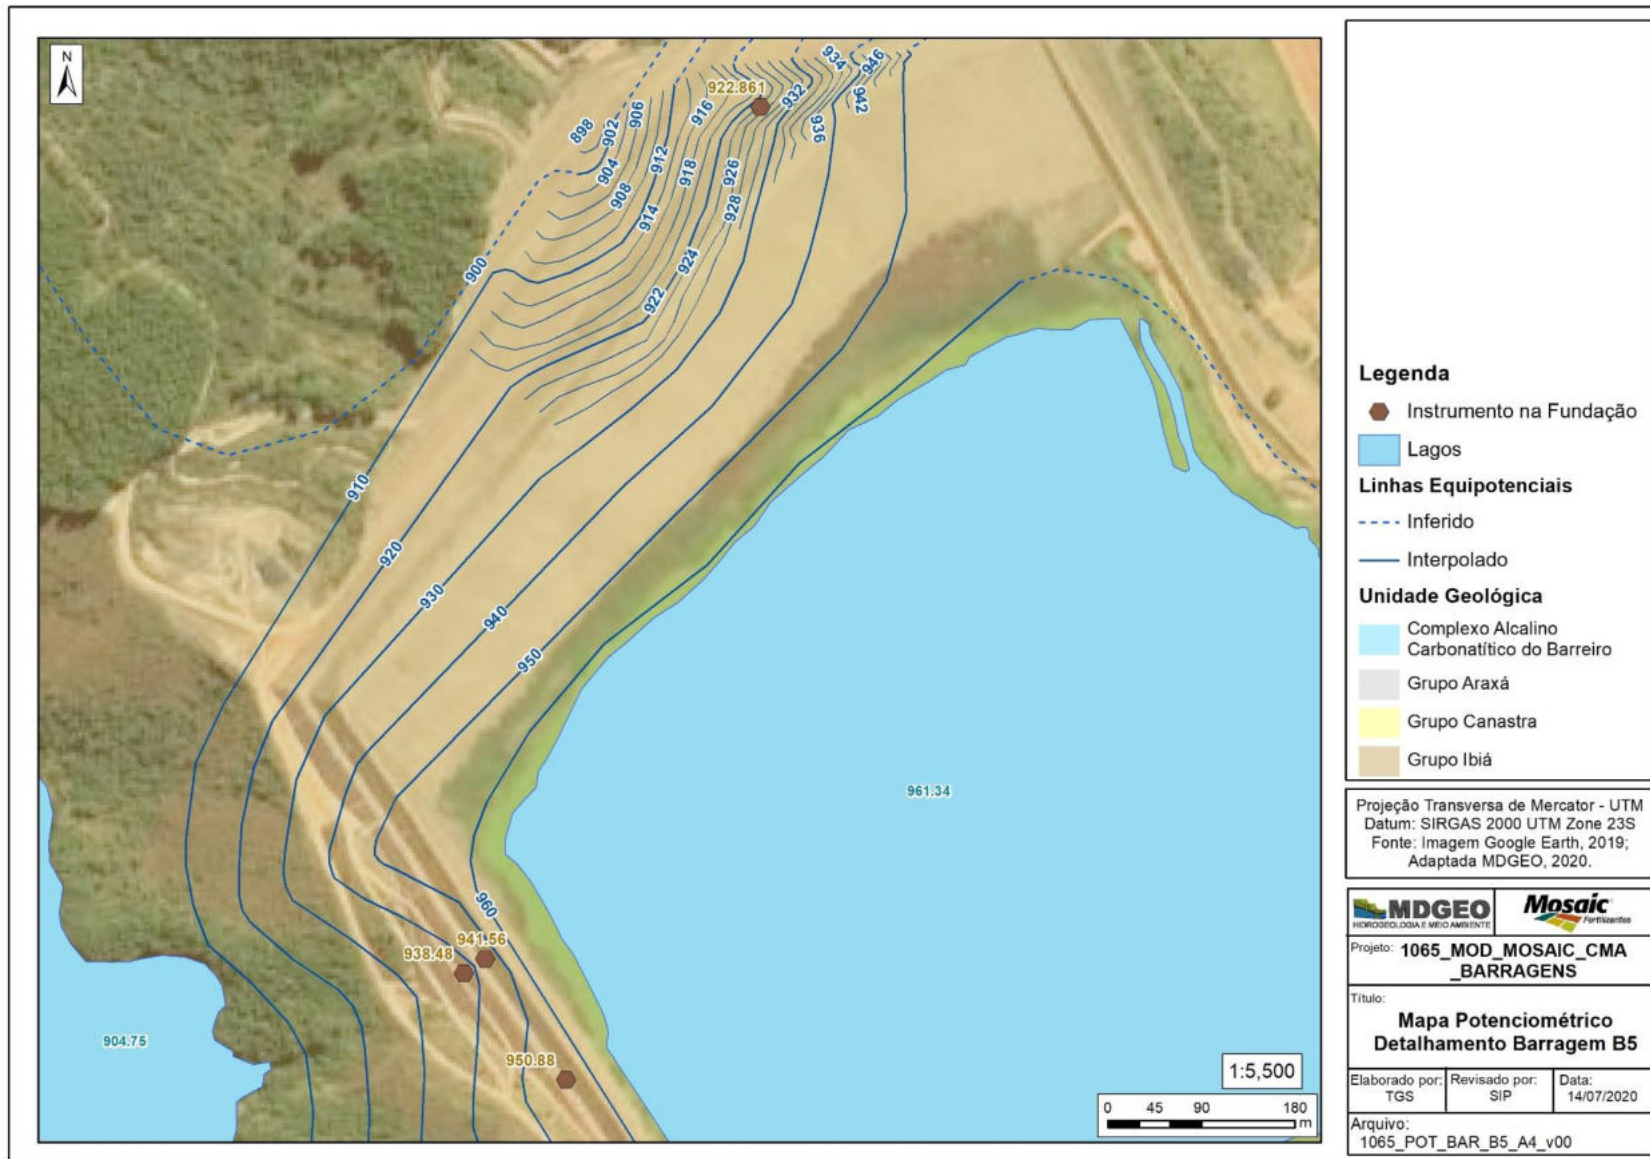 N
922.861
934
946
932
942
936
916
906
902
898
904
908
912
918
926
928
914
924
922
900
910
920
930
940
950
960
961.34
941.56
938.48
950.88
904.75
1:5,500
0 45 90 180
m
Legenda
Instrumento na Fundação
Lagos
Linhas Equipotenciais
Inferido
Interpolado
Unidade Geológica
Complexo Alcalino
Carbonatítico do Barreiro
Grupo Araxá
Grupo Canastra
Grupo Ibiá
Projeção Transversa de Mercator - UTM
Datum: SIRGAS 2000 UTM Zone 23S
Fonte: Imagem Google Earth, 2019;
Adaptada MDGEO, 2020.
MDGEO
HIDROGEOLOGIA E MEIO AMBIENTE
Mosaic
Fertilizantes
Projeto: 1065_MOD_MOSAIC_CMA
_BARRAGENS
Título:
Mapa Potenciométrico
Detalhamento Barragem B5
Elaborado por:
TGS
Revisado por:
SIP
Data:
14/07/2020
Arquivo:
1065_POT_BAR_B5_A4_v00